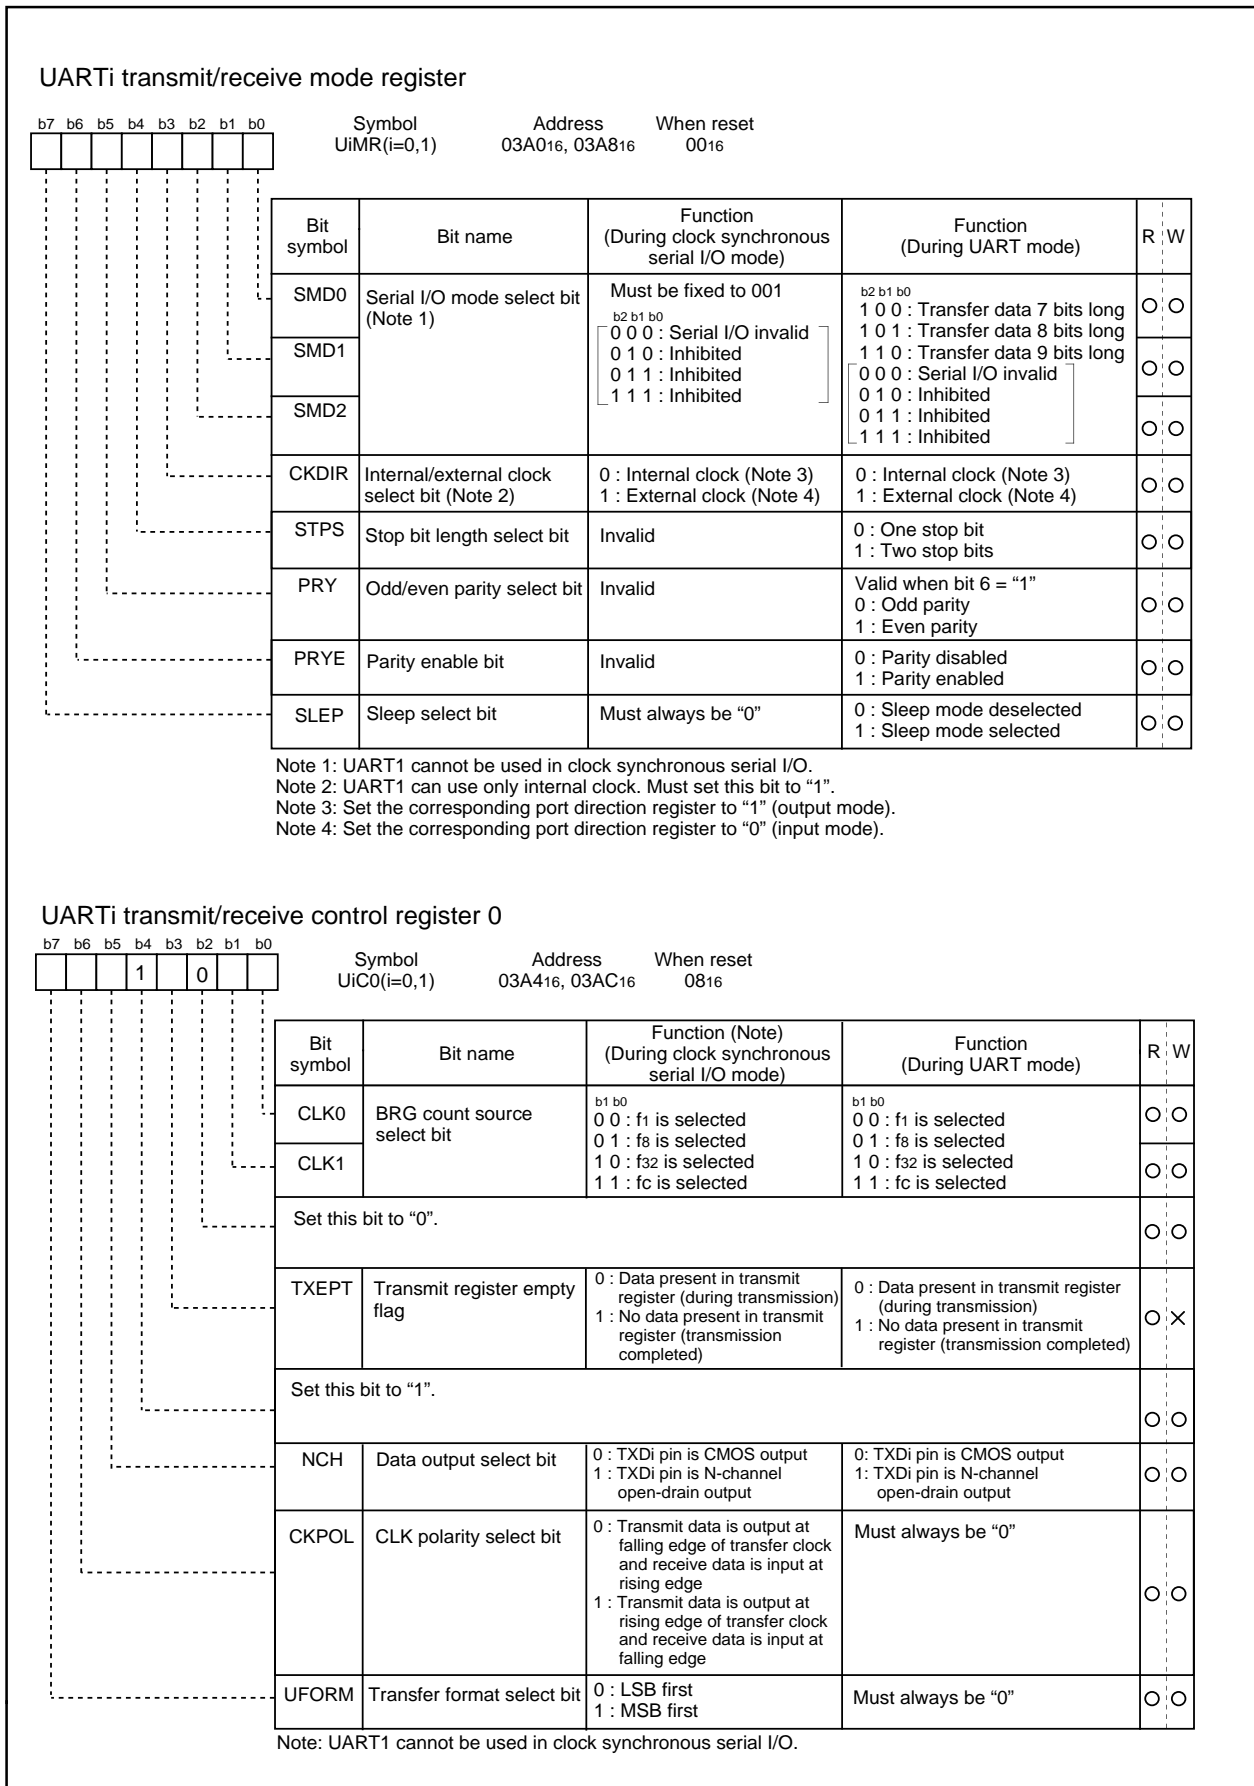 UARTi transmit/receive mode register
b7 b6 b5 b4 b3 b2 b1 b0
Symbol Address When reset
UiMR(i=0,1) 03A016, 03A816 0016
Bit symbol Bit name Function (During clock synchronous serial I/O mode) Function (During UART mode) R W
SMD0 Serial I/O mode select bit (Note 1)
SMD1
SMD2
Must be fixed to 001
b2 b1 b0
0 0 0 : Serial I/O invalid
0 1 0 : Inhibited
0 1 1 : Inhibited
1 1 1 : Inhibited
b2 b1 b0
1 0 0 : Transfer data 7 bits long
1 0 1 : Transfer data 8 bits long
1 1 0 : Transfer data 9 bits long
0 0 0 : Serial I/O invalid
0 1 0 : Inhibited
0 1 1 : Inhibited
1 1 1 : Inhibited
CKDIR Internal/external clock select bit (Note 2)
0 : Internal clock (Note 3)
1 : External clock (Note 4)
0 : Internal clock (Note 3)
1 : External clock (Note 4)
STPS Stop bit length select bit Invalid
0 : One stop bit
1 : Two stop bits
PRY Odd/even parity select bit Invalid
Valid when bit 6 = “1”
0 : Odd parity
1 : Even parity
PRYE Parity enable bit Invalid
0 : Parity disabled
1 : Parity enabled
SLEP Sleep select bit Must always be “0”
0 : Sleep mode deselected
1 : Sleep mode selected
Note 1: UART1 cannot be used in clock synchronous serial I/O.
Note 2: UART1 can use only internal clock. Must set this bit to “1”.
Note 3: Set the corresponding port direction register to “1” (output mode).
Note 4: Set the corresponding port direction register to “0” (input mode).
UARTi transmit/receive control register 0
b7 b6 b5 b4 b3 b2 b1 b0
1 0
Symbol Address When reset
UiC0(i=0,1) 03A416, 03AC16 0816
Bit symbol Bit name Function (Note) (During clock synchronous serial I/O mode) Function (During UART mode) R W
CLK0 BRG count source select bit
CLK1
b1 b0
0 0 : f1 is selected
0 1 : f8 is selected
1 0 : f32 is selected
1 1 : fc is selected
b1 b0
0 0 : f1 is selected
0 1 : f8 is selected
1 0 : f32 is selected
1 1 : fc is selected
Set this bit to “0”.
TXEPT Transmit register empty flag
0 : Data present in transmit
register (during transmission)
1 : No data present in transmit
register (transmission
completed)
0 : Data present in transmit register
(during transmission)
1 : No data present in transmit
register (transmission completed)
Set this bit to “1”.
NCH Data output select bit
0 : TXDi pin is CMOS output
1 : TXDi pin is N-channel
open-drain output
0: TXDi pin is CMOS output
1: TXDi pin is N-channel
open-drain output
CKPOL CLK polarity select bit
0 : Transmit data is output at
falling edge of transfer clock
and receive data is input at
rising edge
1 : Transmit data is output at
rising edge of transfer clock
and receive data is input at
falling edge
Must always be “0”
UFORM Transfer format select bit
0 : LSB first
1 : MSB first
Must always be “0”
Note: UART1 cannot be used in clock synchronous serial I/O.